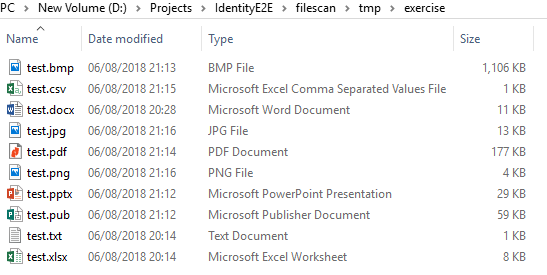 PC > New Volume (D:) > Projects > IdentityE2E > filescan > tmp > exercise
Name Date modified Type Size
test.bmp 06/08/2018 21:13 BMP File 1,106 KB
test.csv 06/08/2018 21:15 Microsoft Excel Comma Separated Values File 1 KB
test.docx 06/08/2018 20:28 Microsoft Word Document 11 KB
test.jpg 06/08/2018 21:16 JPG File 13 KB
test.pdf 06/08/2018 21:14 PDF Document 177 KB
test.png 06/08/2018 21:16 PNG File 4 KB
test.pptx 06/08/2018 21:12 Microsoft PowerPoint Presentation 29 KB
test.pub 06/08/2018 21:12 Microsoft Publisher Document 59 KB
test.txt 06/08/2018 20:14 Text Document 1 KB
test.xlsx 06/08/2018 20:14 Microsoft Excel Worksheet 8 KB